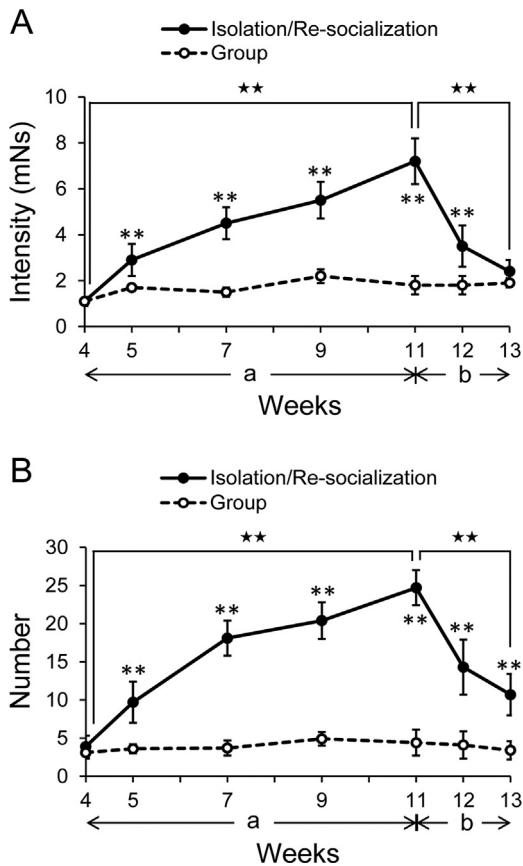 A
Isolation/Re-socialization
Group
★★ ★★
10
8
6
4
2
0
Intensity (mNs)
** ** ** ** **
4 5 7 9 11 12 13
a b
Weeks
B
Isolation/Re-socialization
Group
★★ ★★
30
25
20
15
10
5
0
Number
** ** ** ** ** **
4 5 7 9 11 12 13
a b
Weeks